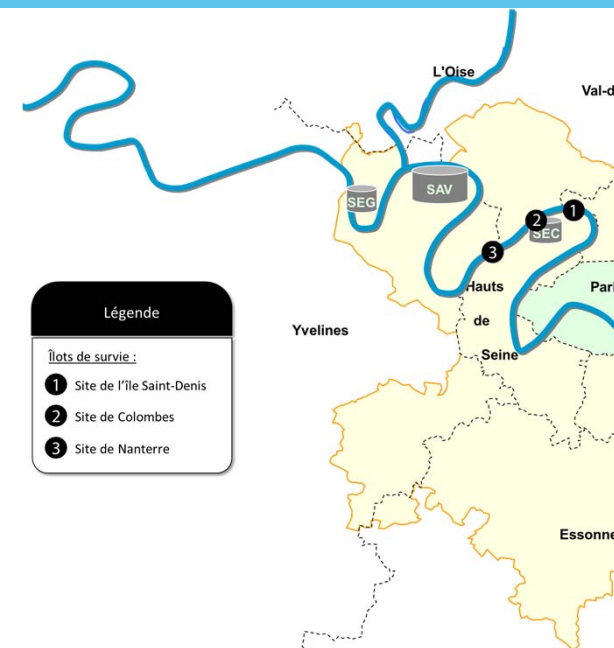 L'Oise
Val-d
SEG
SAV
1
2
SEC
3
Hauts
de
Seine
Pari
Yvelines
Essonne
Légende
Îlots de survie :
1 Site de l'île Saint-Denis
2 Site de Colombes
3 Site de Nanterre